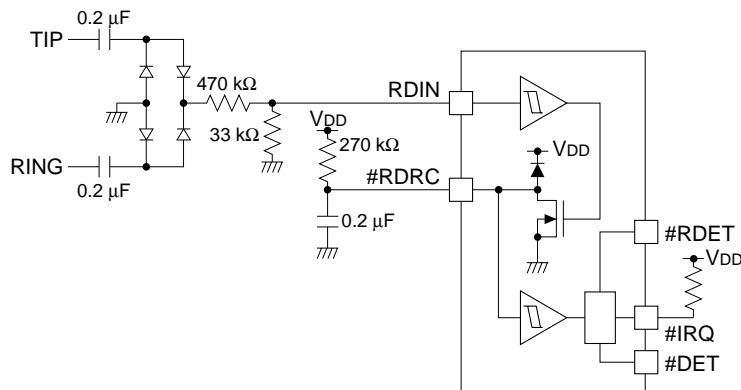 0.2 µF
TIP
470 kΩ
RDIN
33 kΩ
VDD
270 kΩ
VDD
RING
0.2 µF
#RDRC
0.2 µF
#RDET
VDD
#IRQ
#DET